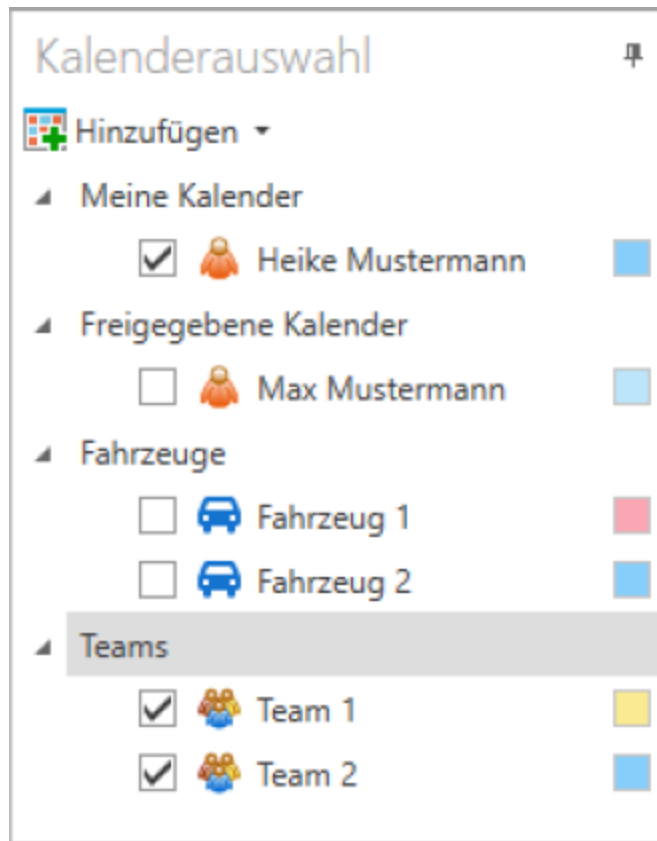 Kalenderauswahl
Hinzufügen
Meine Kalender
Heike Mustermann
Freigegebene Kalender
Max Mustermann
Fahrzeuge
Fahrzeug 1
Fahrzeug 2
Teams
Team 1
Team 2